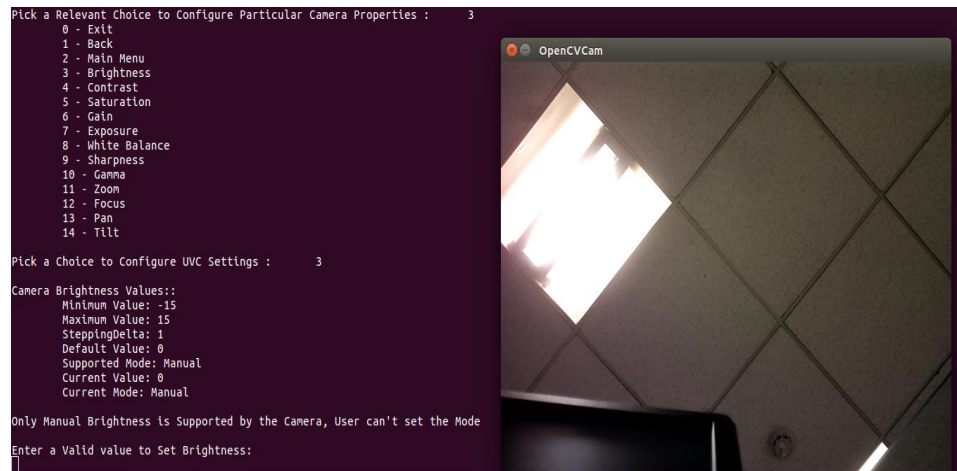 Pick a Relevant Choice to Configure Particular Camera Properties :      3
0 - Exit
1 - Back
2 - Main Menu
3 - Brightness
4 - Contrast
5 - Saturation
6 - Gain
7 - Exposure
8 - White Balance
9 - Sharpness
10 - Gamma
11 - Zoom
12 - Focus
13 - Pan
14 - Tilt
Pick a Choice to Configure UVC Settings :      3
Camera Brightness Values::
Minimum Value: -15
Maximum Value: 15
SteppingDelta: 1
Default Value: 0
Supported Mode: Manual
Current Value: 0
Current Mode: Manual
Only Manual Brightness is Supported by the Camera, User can't set the Mode
Enter a Valid value to Set Brightness:
OpenCVCam